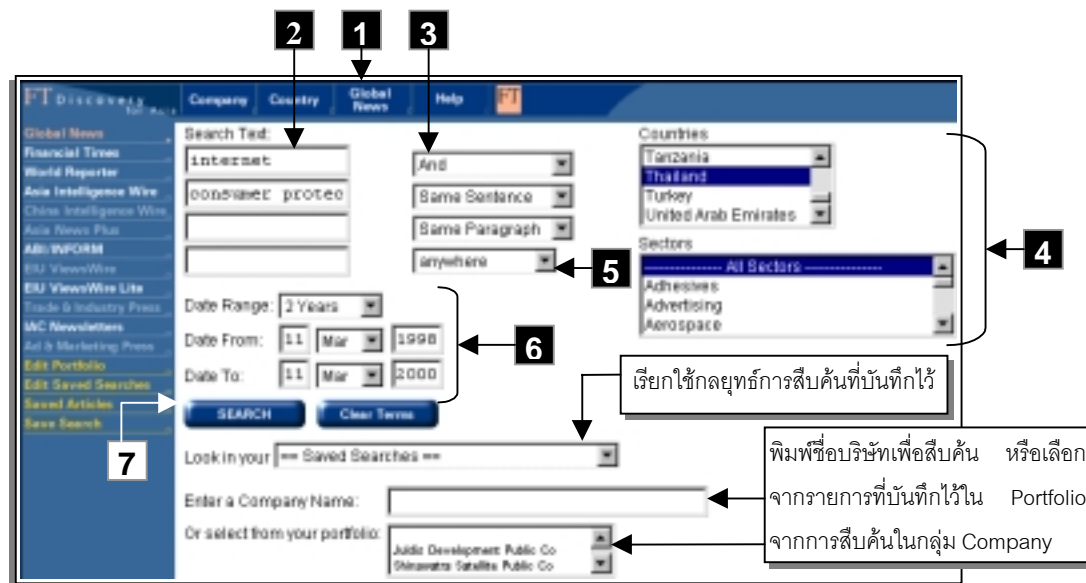 2 1 3
FT Discovery for Asia
Company Country Global News Help FT
Global News
Financial Times
World Reporter
Asia Intelligence Wire
China Intelligence Wire
Asia News Plus
ABI/INFORM
EIU ViewsWire
EIU ViewsWire Lite
Trade & Industry Press
IAC Newsletters
Ad & Marketing Press
Edit Portfolio
Edit Saved Searches
Saved Articles
Save Search
Search Text:
internet
consumer protec
And
Same Sentence
Same Paragraph
anywhere
5
Countries
Tanzania
Thailand
Turkey
United Arab Emirates
Sectors
--------------- All Sectors ---------------
Adhesives
Advertising
Aerospace
4
Date Range: 2 Years
Date From: 11 Mar 1998
Date To: 11 Mar 2000
6
SEARCH Clear Terms
7
เรียกใช้กลยุทธ์การสืบค้นที่บันทึกไว้
Look in your == Saved Searches ==
Enter a Company Name:
Or select from your portfolio:
Juldis Development Public Co
Shinawatra Satellite Public Co
พิมพ์ชื่อบริษัทเพื่อสืบค้น หรือเลือก
จากรายการที่บันทึกไว้ใน Portfolio
จากการสืบค้นในกลุ่ม Company